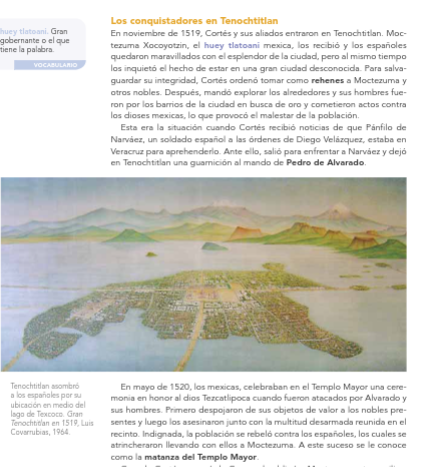 Los conquistadores en Tenochtitlan
En noviembre de 1519, Cortés y sus aliados entraron en Tenochtitlan. Moc-
tezuma Xocoyotzin, el huey tlatoani mexica, los recibió y los españoles
quedaron maravillados con el esplendor de la ciudad, pero al mismo tiempo
los inquietó el hecho de estar en una gran ciudad desconocida. Para salva-
guardar su integridad, Cortés ordenó tomar como rehenes a Moctezuma y
otros nobles. Después, mandó explorar los alrededores y sus hombres fue-
ron por los barrios de la ciudad en busca de oro y cometieron actos contra
los dioses mexicas, lo que provocó el malestar de la población.
Esta era la situación cuando Cortés recibió noticias de que Pánfilo de
Narváez, un soldado español a las órdenes de Diego Velázquez, estaba en
Veracruz para aprehenderlo. Ante ello, salió para enfrentar a Narváez y dejó
en Tenochtitlan una guarnición al mando de Pedro de Alvarado.
huey tlatoani. Gran
gobernante o el que
tiene la palabra.
VOCABULARIO
Tenochtitlan asombró
a los españoles por su
ubicación en medio del
lago de Texcoco. Gran
Tenochtitlan en 1519, Luis
Covarrubias, 1964.
En mayo de 1520, los mexicas, celebraban en el Templo Mayor una cere-
monia en honor al dios Tezcatlipoca cuando fueron atacados por Alvarado y
sus hombres. Primero despojaron de sus objetos de valor a los nobles pre-
sentes y luego los asesinaron junto con la multitud desarmada reunida en el
recinto. Indignada, la población se rebeló contra los españoles, los cuales se
atrincheraron llevando con ellos a Moctezuma. A este suceso se le conoce
como la matanza del Templo Mayor.